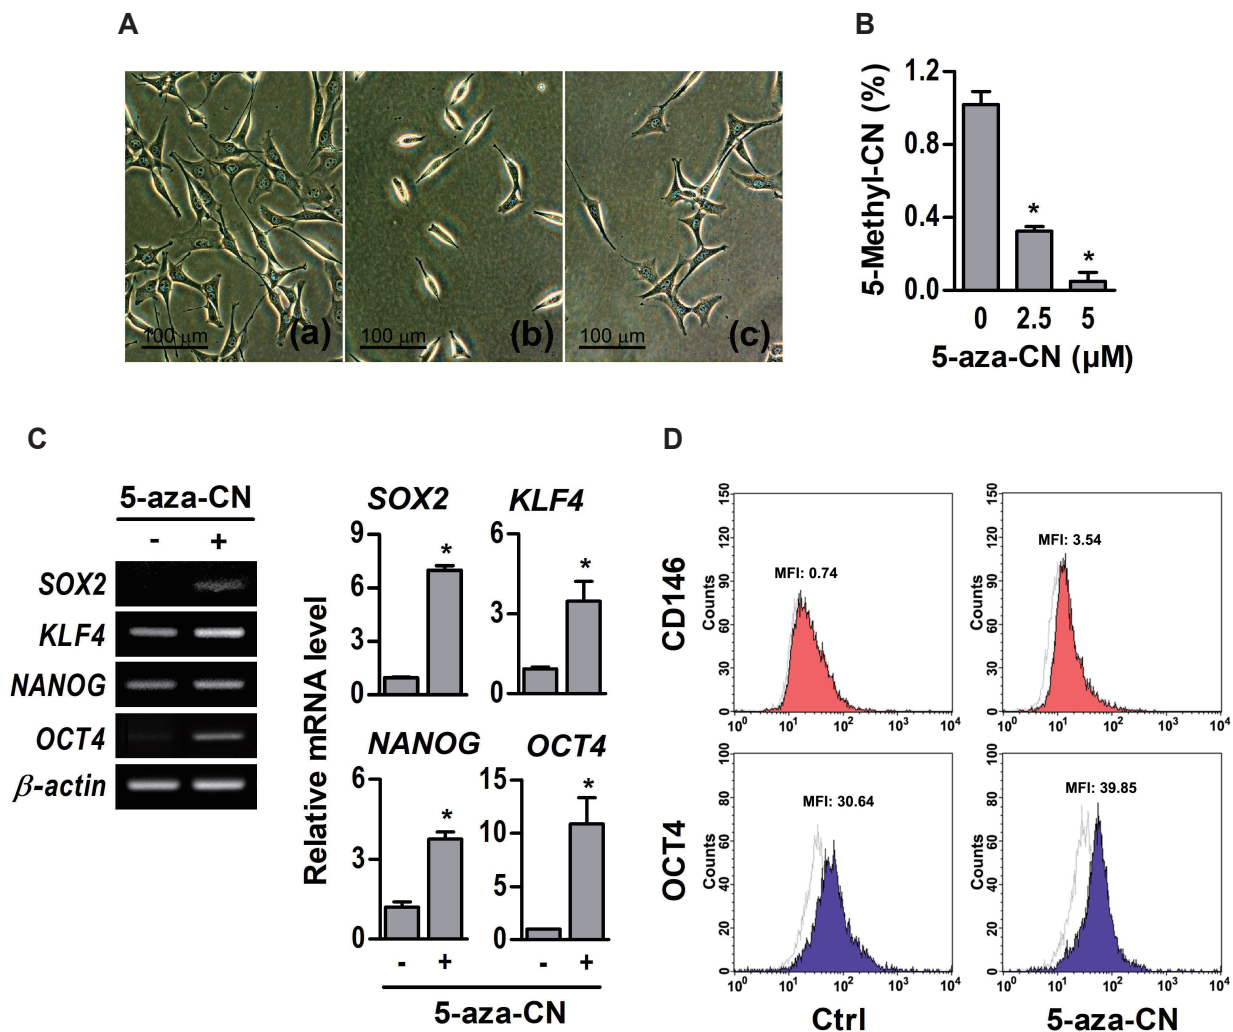 A
100 µm
(a)
100 µm
(b)
100 µm
(c)
B
5-Methyl-CN (%)
1.2
0.8
0.4
0.0
*
*
0 2.5 5
5-aza-CN (µM)
C
5-aza-CN
- +
SOX2
KLF4
NANOG
OCT4
β-actin
Relative mRNA level
SOX2
9
6
3
0
*
KLF4
6
3
0
*
NANOG
6
3
0
*
OCT4
15
10
5
0
*
- + - +
5-aza-CN
D
CD146
Counts
150
120
90
60
30
0
MFI: 0.74
10⁰ 10¹ 10² 10³ 10⁴
Counts
150
120
90
60
30
0
MFI: 3.54
10⁰ 10¹ 10² 10³ 10⁴
OCT4
Counts
100
80
60
40
20
0
MFI: 30.64
10⁰ 10¹ 10² 10³ 10⁴
Ctrl
Counts
100
80
60
40
20
0
MFI: 39.85
10⁰ 10¹ 10² 10³ 10⁴
5-aza-CN